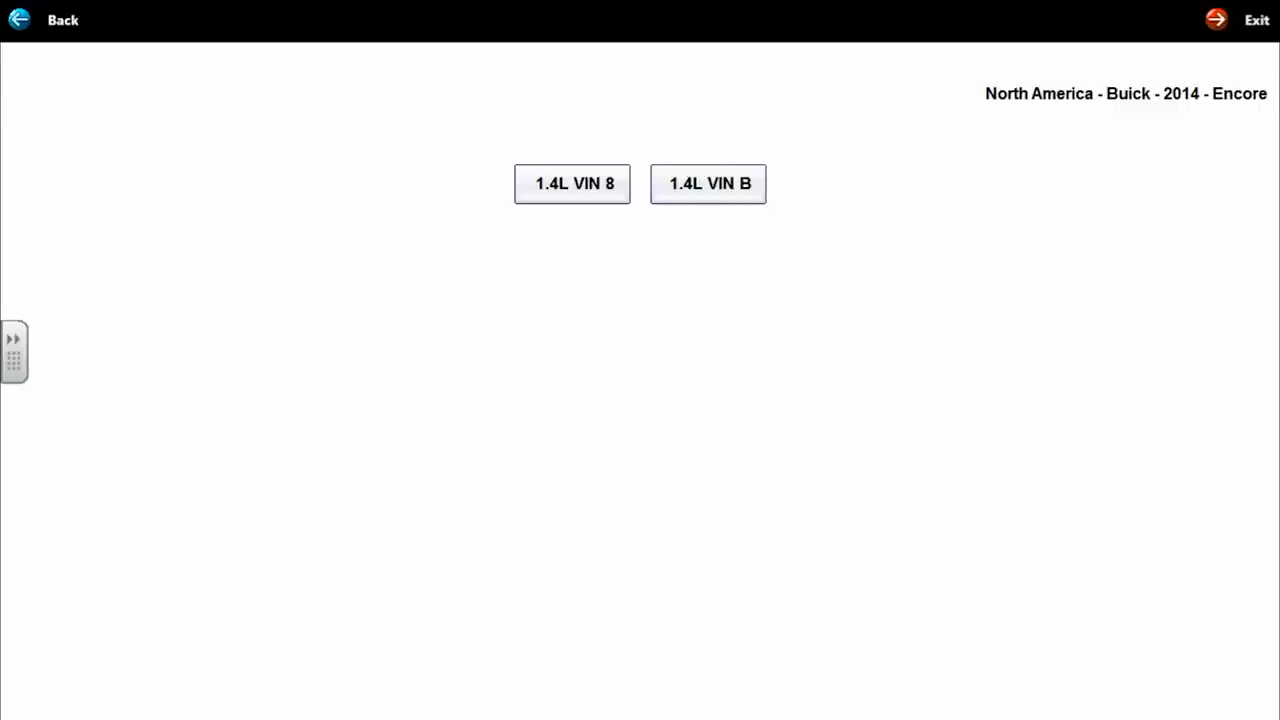 Back
Exit
North America - Buick - 2014 - Encore
1.4L VIN 8
1.4L VIN B